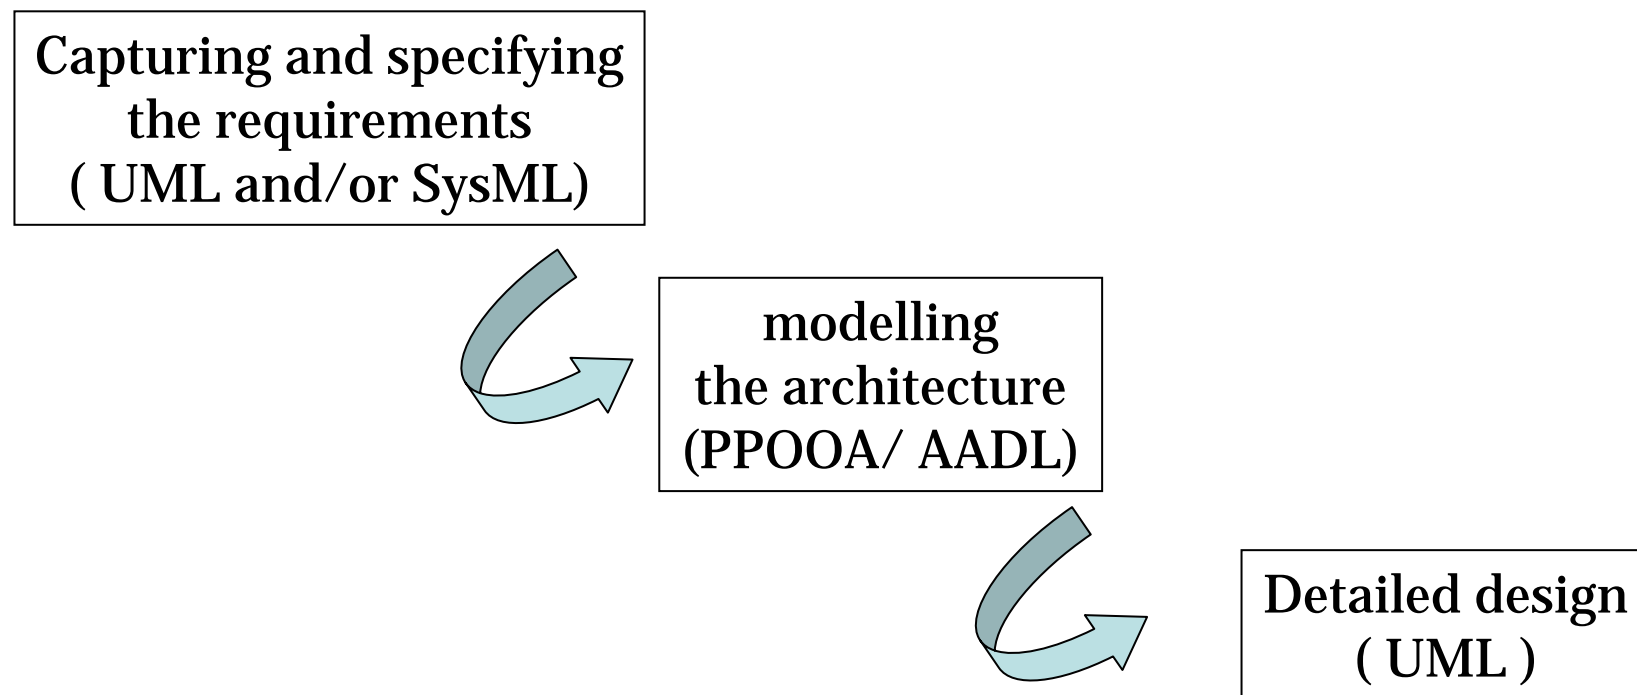 Capturing and specifying
the requirements
( UML and/or SysML)
modelling
the architecture
(PPOOA/ AADL)
Detailed design
( UML )